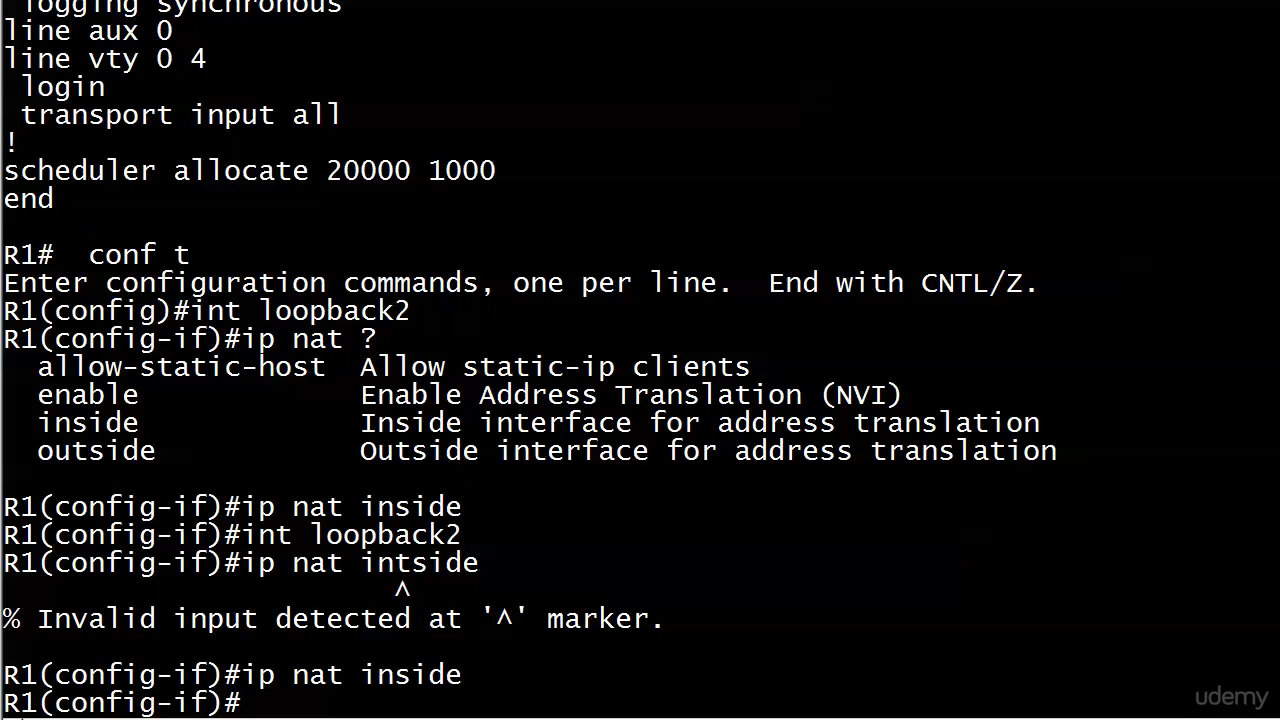 logging synchronous
line aux 0
line vty 0 4
 login
 transport input all
!
scheduler allocate 20000 1000
end

R1#  conf t
Enter configuration commands, one per line.  End with CNTL/Z.
R1(config)#int loopback2
R1(config-if)#ip nat ?
  allow-static-host  Allow static-ip clients
  enable             Enable Address Translation (NVI)
  inside             Inside interface for address translation
  outside            Outside interface for address translation

R1(config-if)#ip nat inside
R1(config-if)#int loopback2
R1(config-if)#ip nat intside
                       ^
% Invalid input detected at '^' marker.

R1(config-if)#ip nat inside
R1(config-if)#
udemy